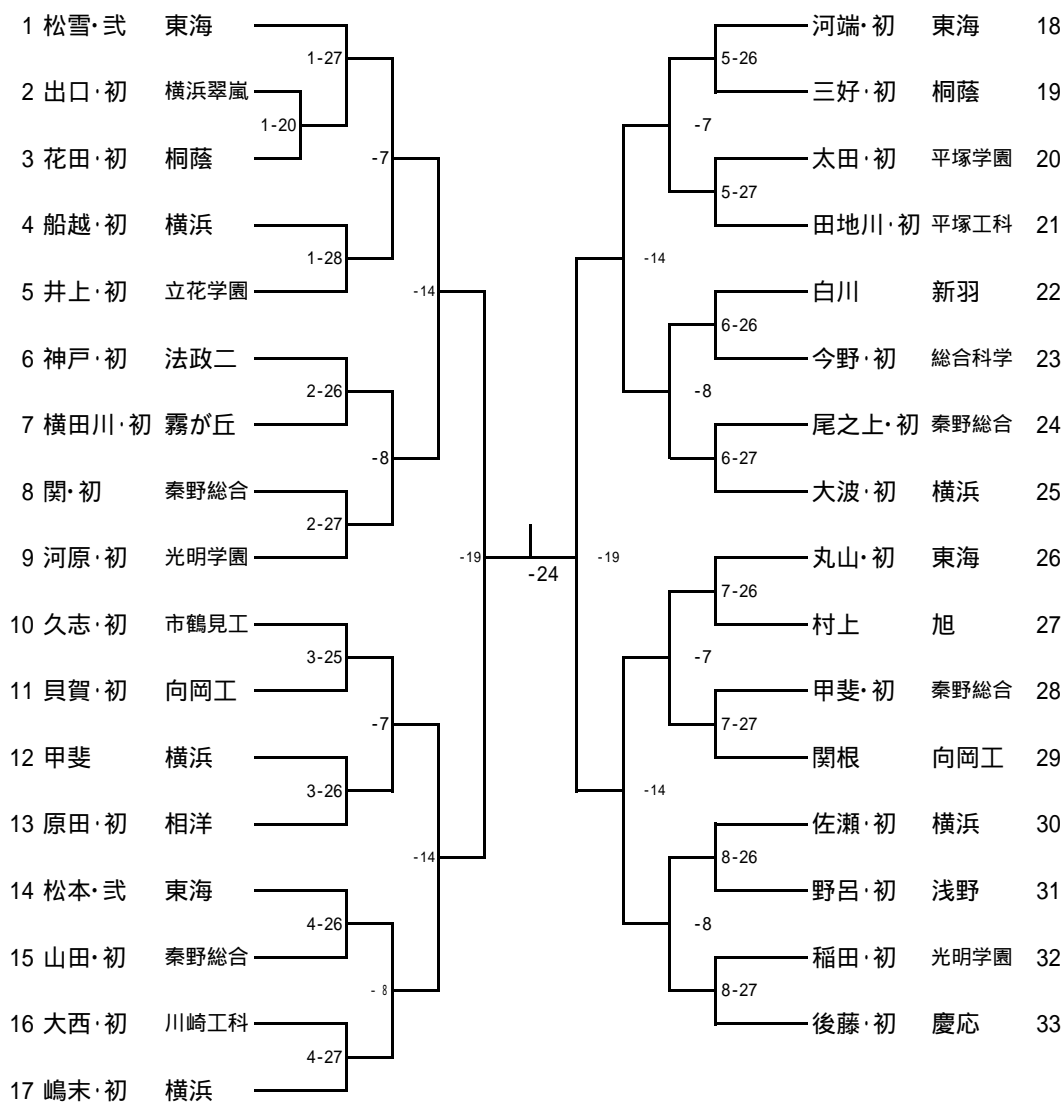 1 松雪・弐 東海
1-27
2 出口・初 横浜翠嵐
1-20
3 花田・初 桐蔭
-7
4 船越・初 横浜
1-28
5 井上・初 立花学園
-14
6 神戸・初 法政二
2-26
7 横田川・初 霧が丘
-8
8 関・初 秦野総合
2-27
9 河原・初 光明学園
-19
10 久志・初 市鶴見工
3-25
11 貝賀・初 向岡工
-7
12 甲斐 横浜
3-26
13 原田・初 相洋
-14
14 松本・弐 東海
4-26
15 山田・初 秦野総合
-8
16 大西・初 川崎工科
4-27
17 嶋末・初 横浜
-24
河端・初 東海 18
5-26
三好・初 桐蔭 19
-7
太田・初 平塚学園 20
5-27
田地川・初 平塚工科 21
-14
白川 新羽 22
6-26
今野・初 総合科学 23
-8
尾之上・初 秦野総合 24
6-27
大波・初 横浜 25
-19
丸山・初 東海 26
7-26
村上 旭 27
-7
甲斐・初 秦野総合 28
7-27
関根 向岡工 29
-14
佐瀬・初 横浜 30
8-26
野呂・初 浅野 31
-8
稲田・初 光明学園 32
8-27
後藤・初 慶応 33